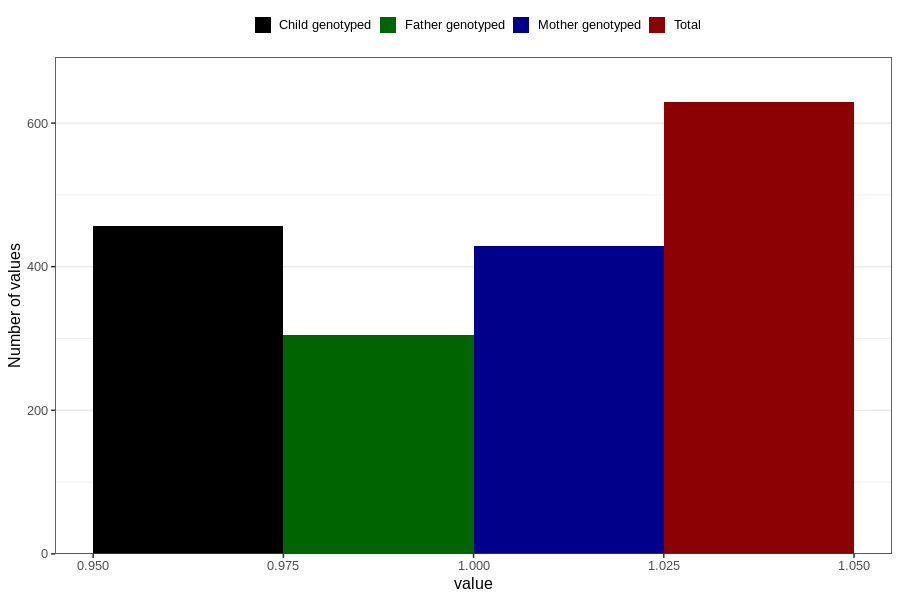 Child genotyped Father genotyped Mother genotyped Total
Number of values
600
400
200
0
0.950 0.975 1.000 1.025 1.050
value